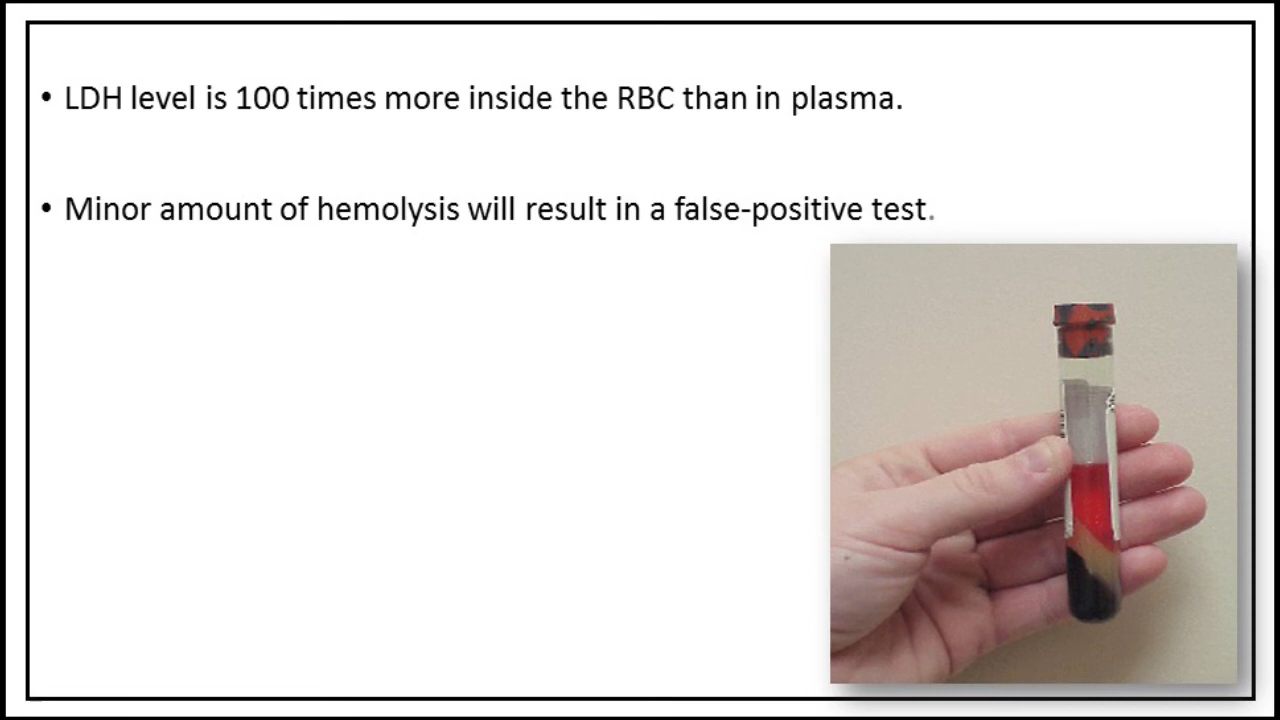 • LDH level is 100 times more inside the RBC than in plasma.
• Minor amount of hemolysis will result in a false-positive test.